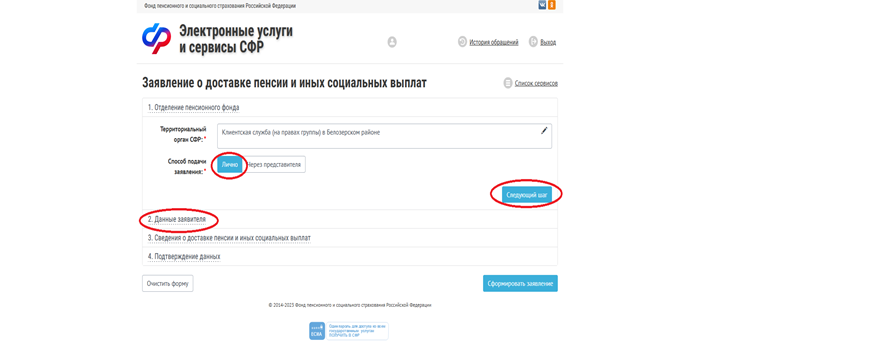 Фонд пенсионного и социального страхования Российской Федерации
Электронные услуги
и сервисы СФР
История обращений
Выход
Заявление о доставке пенсии и иных социальных выплат
Список сервисов
1. Отделение пенсионного фонда
Территориальный
орган СФР: *
Клиентская служба (на правах группы) в Белозерском районе
Способ подачи
заявления: *
Лично
Через представителя
Следующий шаг
2. Данные заявителя
3. Сведения о доставке пенсии и иных социальных выплат
4. Подтверждение данных
Очистить форму
Сформировать заявление
© 2014-2023 Фонд пенсионного и социального страхования Российской Федерации
ЕСИА